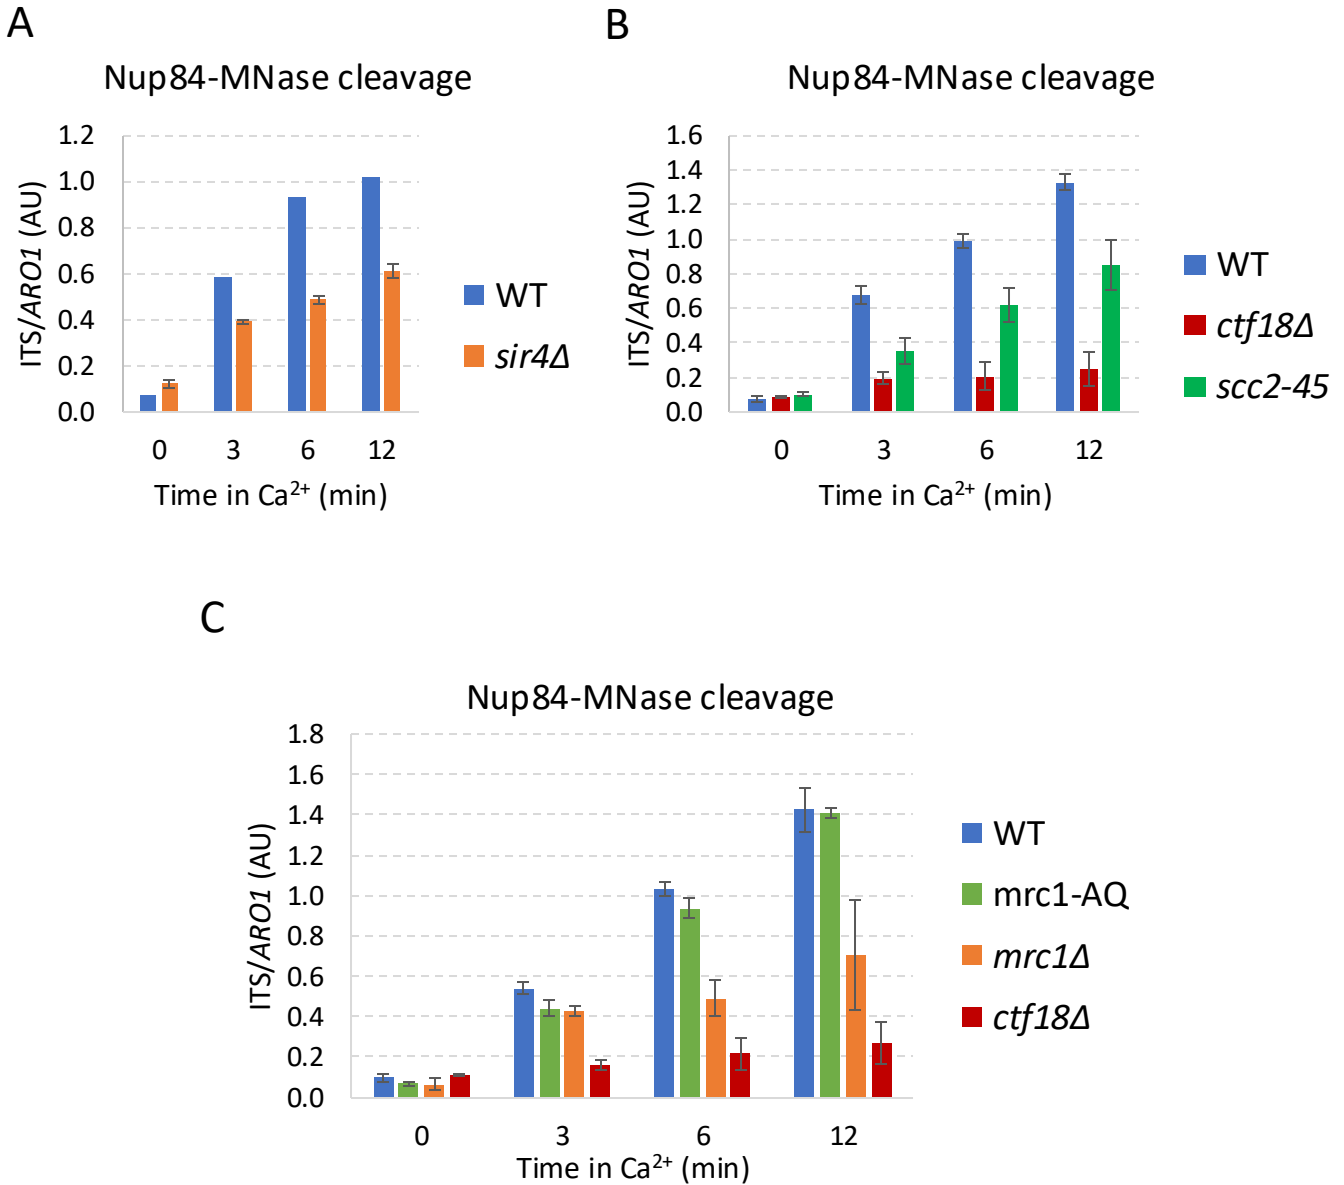 A
Nup84-MNase cleavage
1.2
1.0
0.8
0.6
0.4
0.2
0.0
ITS/ARO1 (AU)
0 3 6 12
Time in Ca²⁺ (min)
WT
sir4Δ
B
Nup84-MNase cleavage
1.6
1.4
1.2
1.0
0.8
0.6
0.4
0.2
0.0
ITS/ARO1 (AU)
0 3 6 12
Time in Ca²⁺ (min)
WT
ctf18Δ
scc2-45
C
Nup84-MNase cleavage
1.8
1.6
1.4
1.2
1.0
0.8
0.6
0.4
0.2
0.0
ITS/ARO1 (AU)
0 3 6 12
Time in Ca²⁺ (min)
WT
mrc1-AQ
mrc1Δ
ctf18Δ